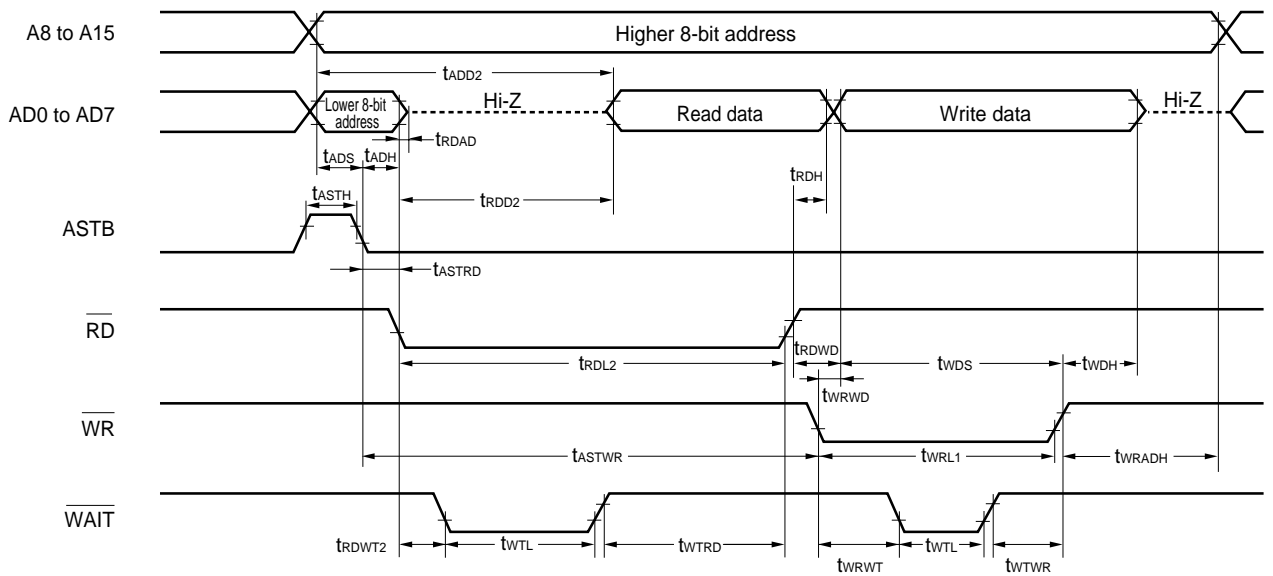 A8 to A15
Higher 8-bit address
tADD2
AD0 to AD7
Lower 8-bit
address
Hi-Z
Read data
Write data
Hi-Z
tRDAD
tADS
tADH
tRDH
tASTH
tRDD2
ASTB
tASTRD
RD
tRDL2
tRDWD
tWDS
tWDH
tWRWD
WR
tASTWR
tWRL1
tWRADH
WAIT
tRDWT2
tWTL
tWTRD
tWRWT
tWTL
tWTWR